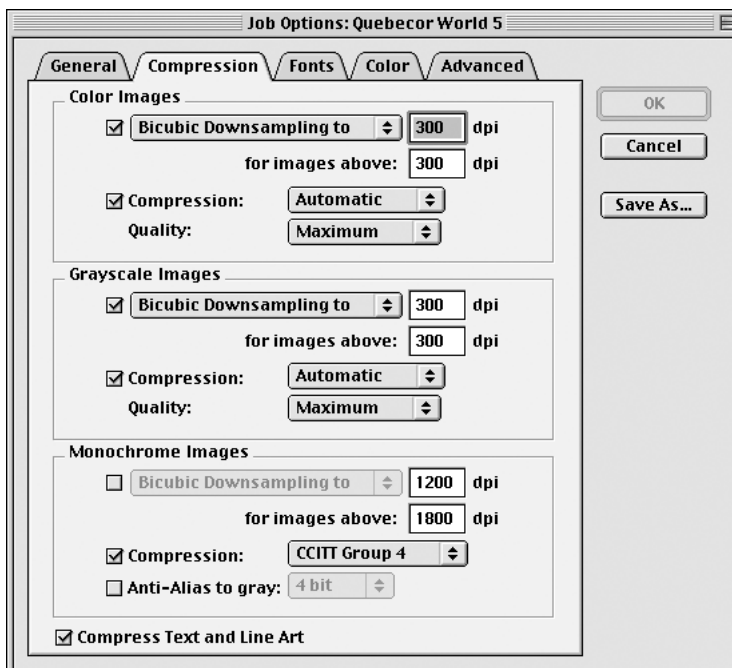 Job Options: Quebecor World 5
General Compression Fonts Color Advanced
Color Images
Bicubic Downsampling to 300 dpi
for images above: 300 dpi
Compression: Automatic
Quality: Maximum
Grayscale Images
Bicubic Downsampling to 300 dpi
for images above: 300 dpi
Compression: Automatic
Quality: Maximum
Monochrome Images
Bicubic Downsampling to 1200 dpi
for images above: 1800 dpi
Compression: CCITT Group 4
Anti-Alias to gray: 4 bit
Compress Text and Line Art
OK
Cancel
Save As...